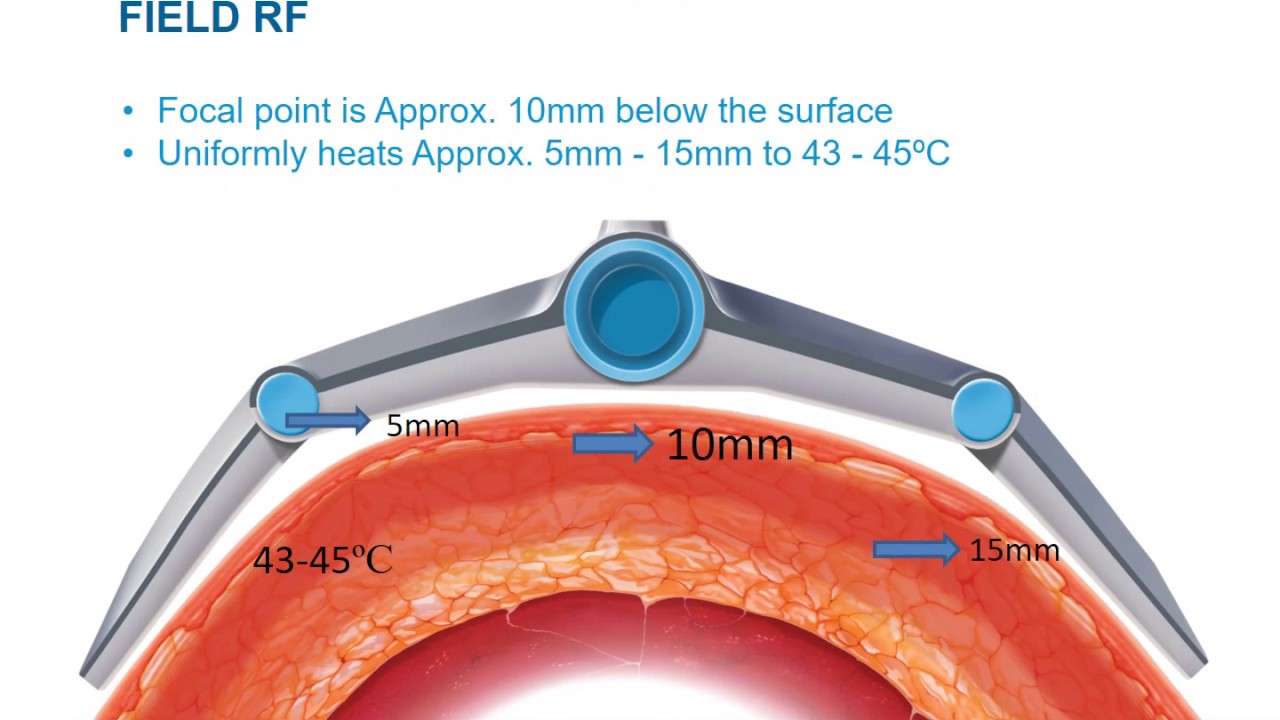 FIELD RF
• Focal point is Approx. 10mm below the surface
• Uniformly heats Approx. 5mm - 15mm to 43 - 45ºC
5mm
10mm
43-45ºC
15mm